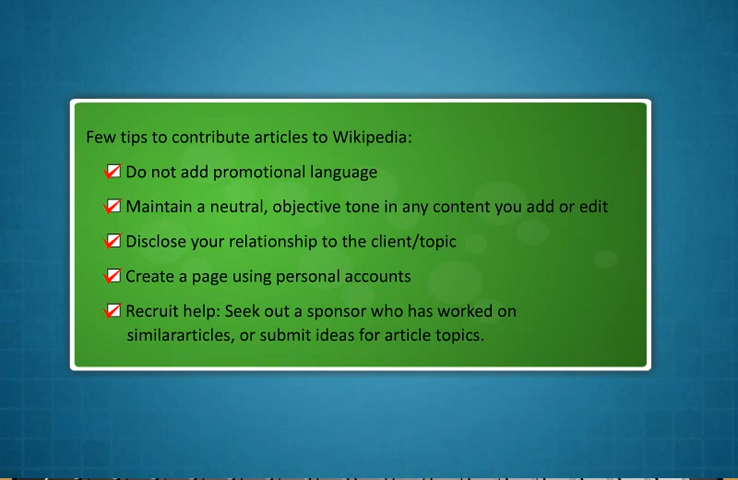 Few tips to contribute articles to Wikipedia:
Do not add promotional language
Maintain a neutral, objective tone in any content you add or edit
Disclose your relationship to the client/topic
Create a page using personal accounts
Recruit help: Seek out a sponsor who has worked on
similararticles, or submit ideas for article topics.